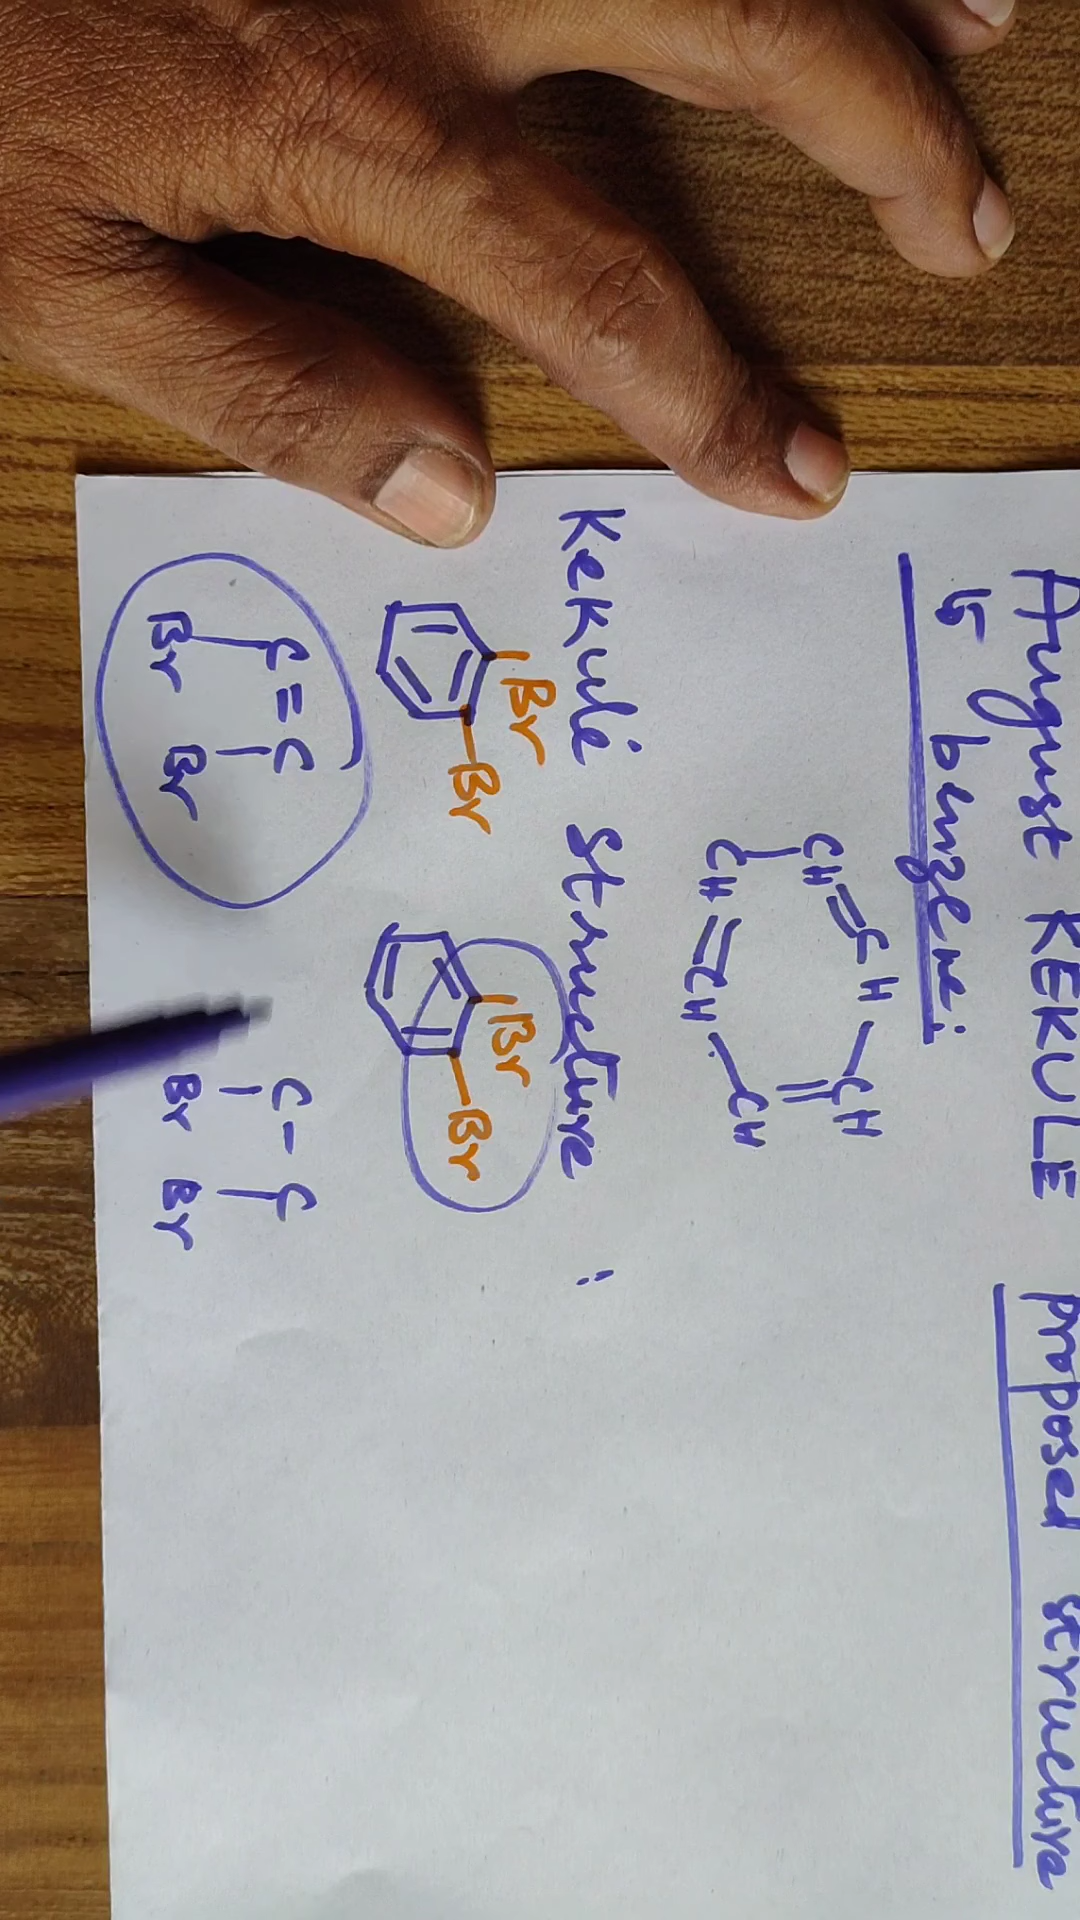 August KEKULE proposed structure
↳ benzene:
CH=CH-CH
CH=CH-CH
Kekulé Structure :
Br Br
Br Br
C=C C-C
Br Br Br Br